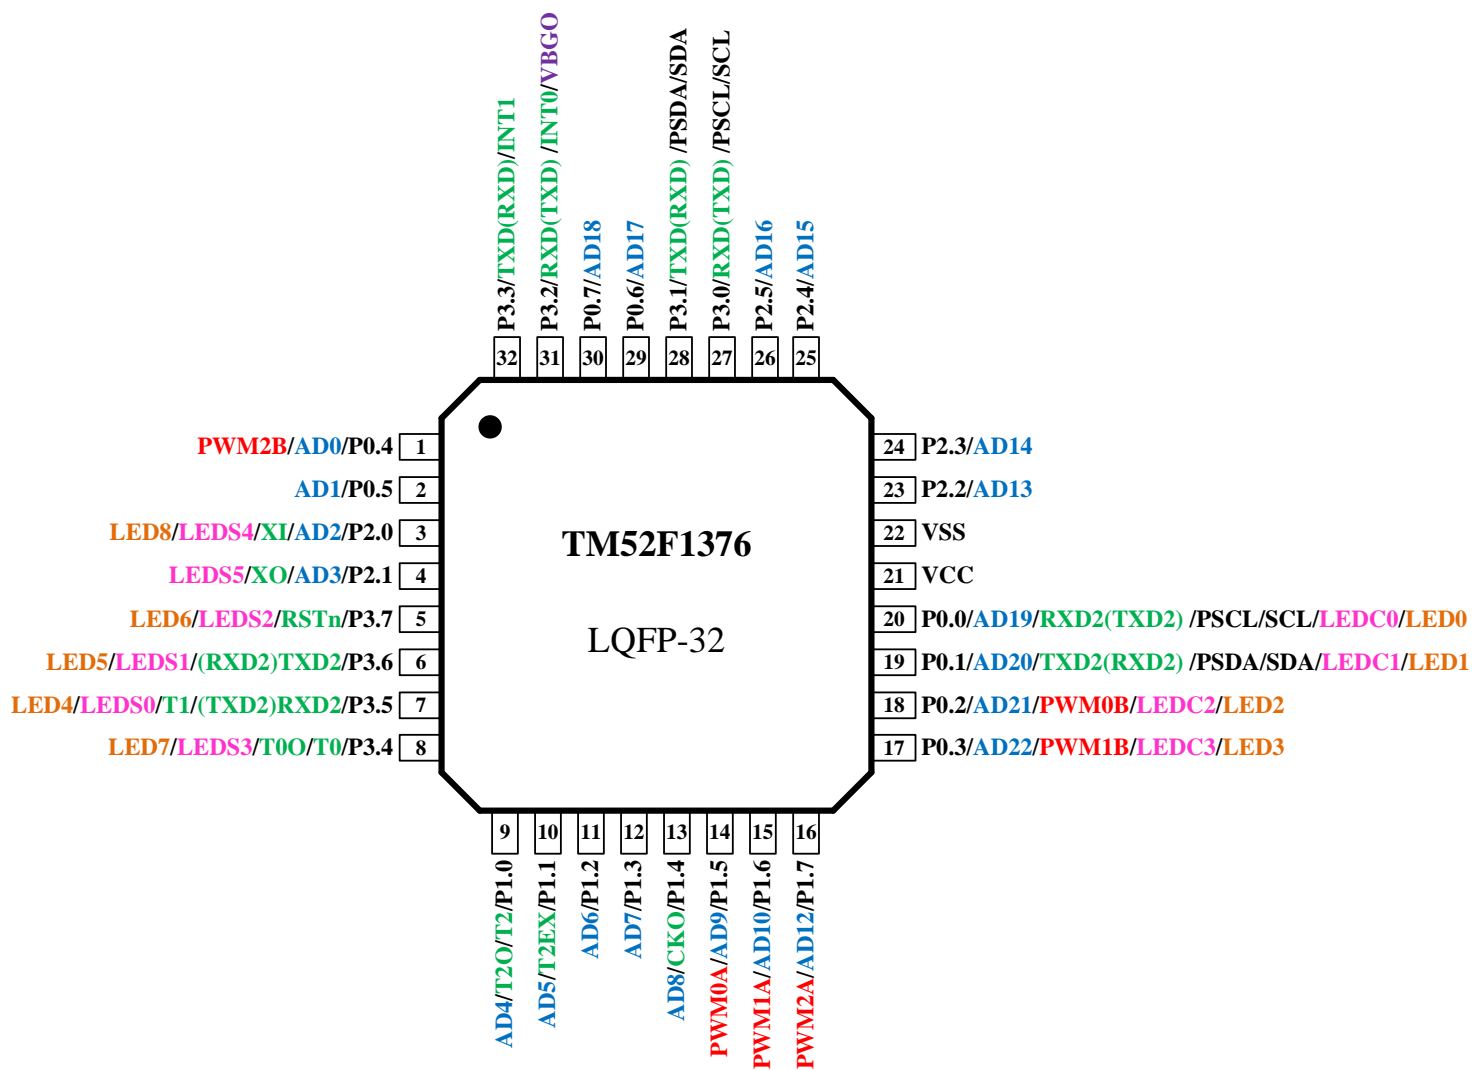 P3.3/TXD(RXD)/INT1
P3.2/RXD(TXD) /INT0/VBGO
P0.7/AD18
P0.6/AD17
P3.1/TXD(RXD) /PSDA/SDA
P3.0/RXD(TXD) /PSCL/SCL
P2.5/AD16
P2.4/AD15
32
31
30
29
28
27
26
25
PWM2B/AD0/P0.4 1
AD1/P0.5 2
LED8/LEDS4/XI/AD2/P2.0 3
LEDS5/XO/AD3/P2.1 4
LED6/LEDS2/RSTn/P3.7 5
LED5/LEDS1/(RXD2)TXD2/P3.6 6
LED4/LEDS0/T1/(TXD2)RXD2/P3.5 7
LED7/LEDS3/T0O/T0/P3.4 8
TM52F1376
LQFP-32
24 P2.3/AD14
23 P2.2/AD13
22 VSS
21 VCC
20 P0.0/AD19/RXD2(TXD2) /PSCL/SCL/LEDC0/LED0
19 P0.1/AD20/TXD2(RXD2) /PSDA/SDA/LEDC1/LED1
18 P0.2/AD21/PWM0B/LEDC2/LED2
17 P0.3/AD22/PWM1B/LEDC3/LED3
9
10
11
12
13
14
15
16
AD4/T2O/T2/P1.0
AD5/T2EX/P1.1
AD6/P1.2
AD7/P1.3
AD8/CKO/P1.4
PWM0A/AD9/P1.5
PWM1A/AD10/P1.6
PWM2A/AD12/P1.7